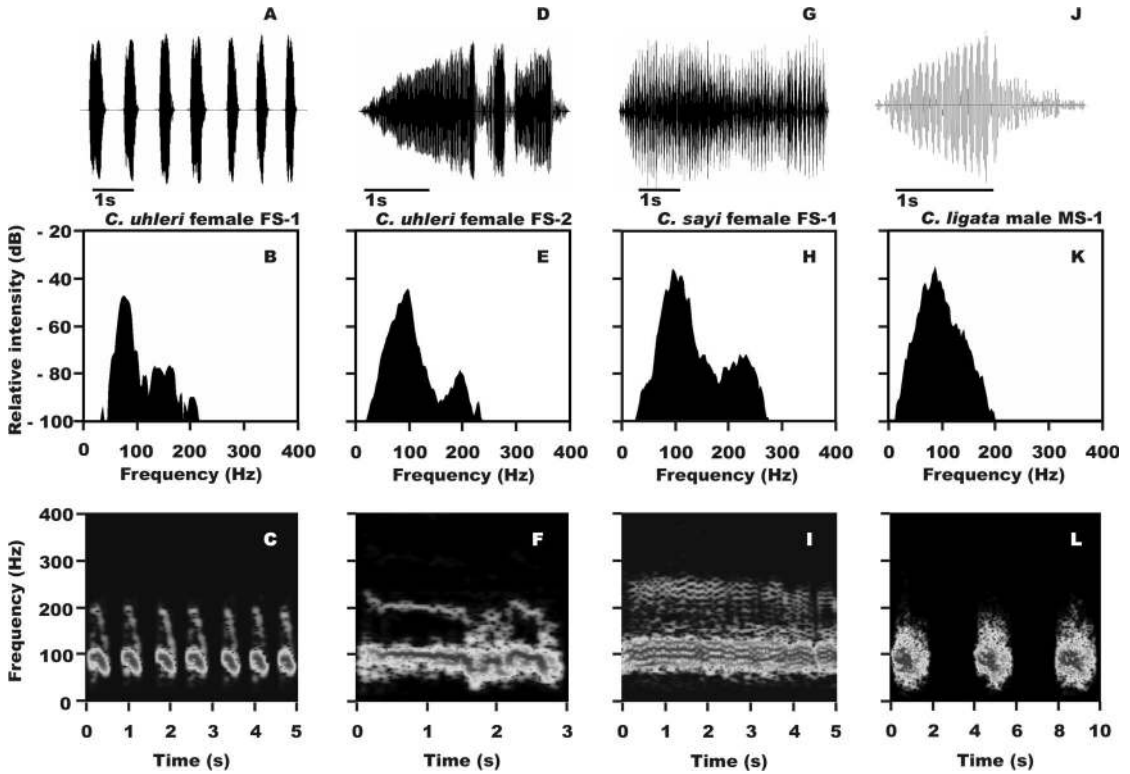 A D G J
1s 1s 1s 1s
C. uhleri female FS-1 C. uhleri female FS-2 C. sayi female FS-1 C. ligata male MS-1
Relative intensity (dB)
- 20
- 40
- 60
- 80
- 100
B E H K
0 100 200 300 400 0 100 200 300 400 0 100 200 300 400 0 100 200 300 400
Frequency (Hz) Frequency (Hz) Frequency (Hz) Frequency (Hz)
Frequency (Hz)
400
300
200
100
0
C F I L
0 1 2 3 4 5 0 1 2 3 0 1 2 3 4 5 0 2 4 6 8 10
Time (s) Time (s) Time (s) Time (s)